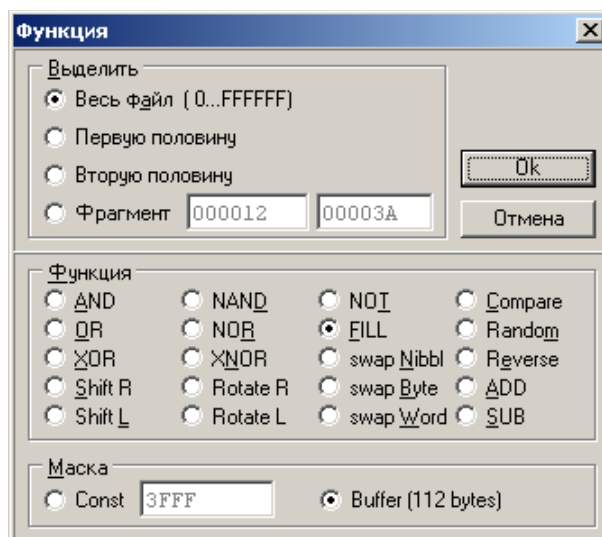 Функция
Выделить
Весь файл ( 0...FFFFFF)
Первую половину
Вторую половину
Фрагмент 000012 00003A
Ok
Отмена
Функция
AND NAND NOT Compare
OR NOR FILL Random
XOR XNOR swap Nibbl Reverse
Shift R Rotate R swap Byte ADD
Shift L Rotate L swap Word SUB
Маска
Const 3FFF Buffer (112 bytes)